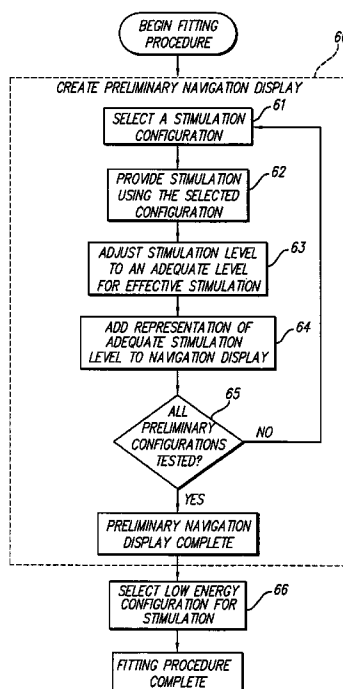 BEGIN FITTING
PROCEDURE
60
CREATE PRELIMINARY NAVIGATION DISPLAY
61
SELECT A STIMULATION
CONFIGURATION
62
PROVIDE STIMULATION
USING THE SELECTED
CONFIGURATION
63
ADJUST STIMULATION LEVEL
TO AN ADEQUATE LEVEL
FOR EFFECTIVE STIMULATION
64
ADD REPRESENTATION OF
ADEQUATE STIMULATION
LEVEL TO NAVIGATION DISPLAY
65
ALL
PRELIMINARY
CONFIGURATIONS
TESTED?
NO
YES
PRELIMINARY NAVIGATION
DISPLAY COMPLETE
66
SELECT LOW ENERGY
CONFIGURATION FOR
STIMULATION
FITTING PROCEDURE
COMPLETE